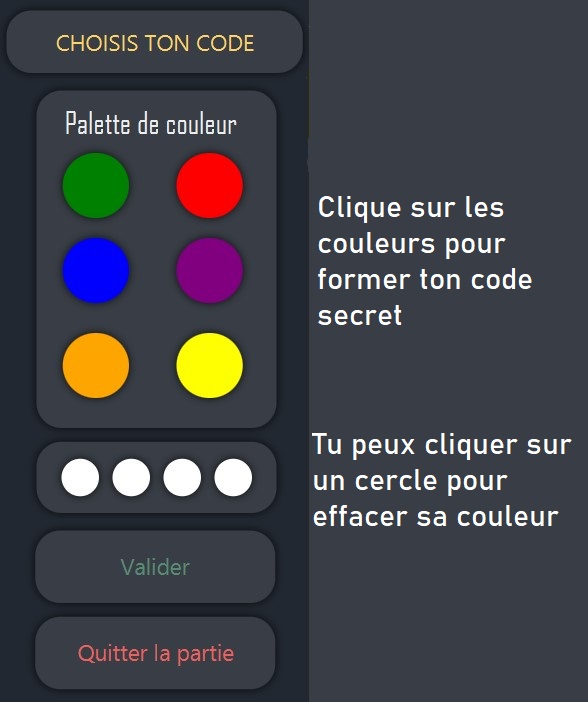 CHOISIS TON CODE
Palette de couleur
Clique sur les
couleurs pour
former ton code
secret
Tu peux cliquer sur
un cercle pour
effacer sa couleur
Valider
Quitter la partie